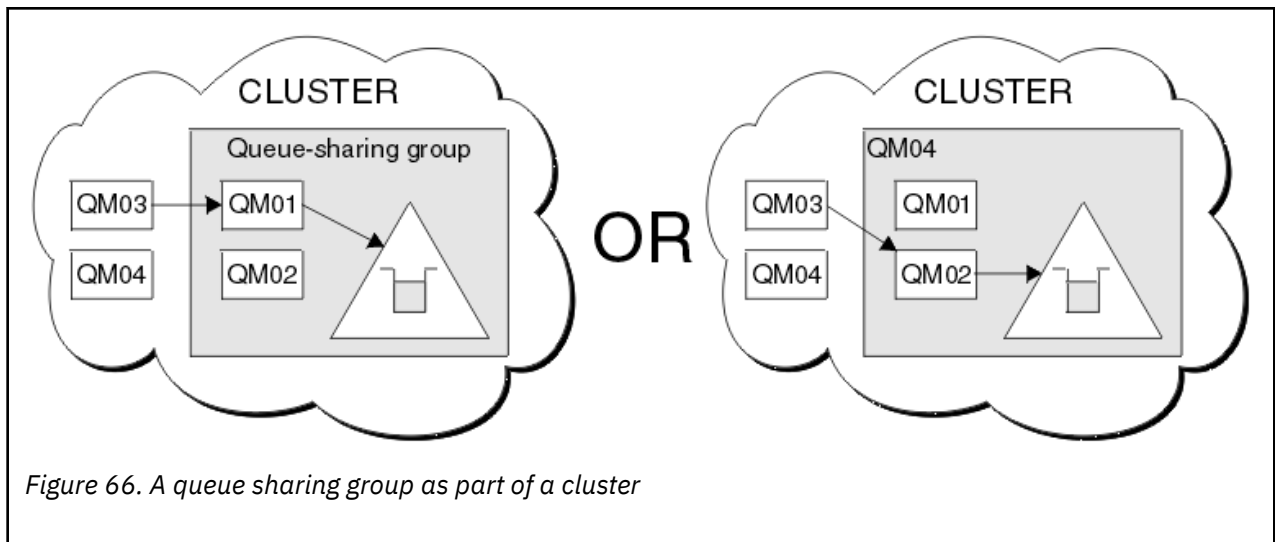 CLUSTER
Queue-sharing group
QM03
QM01
QM04
QM02
OR
CLUSTER
QM04
QM03
QM01
QM04
QM02
Figure 66. A queue sharing group as part of a cluster